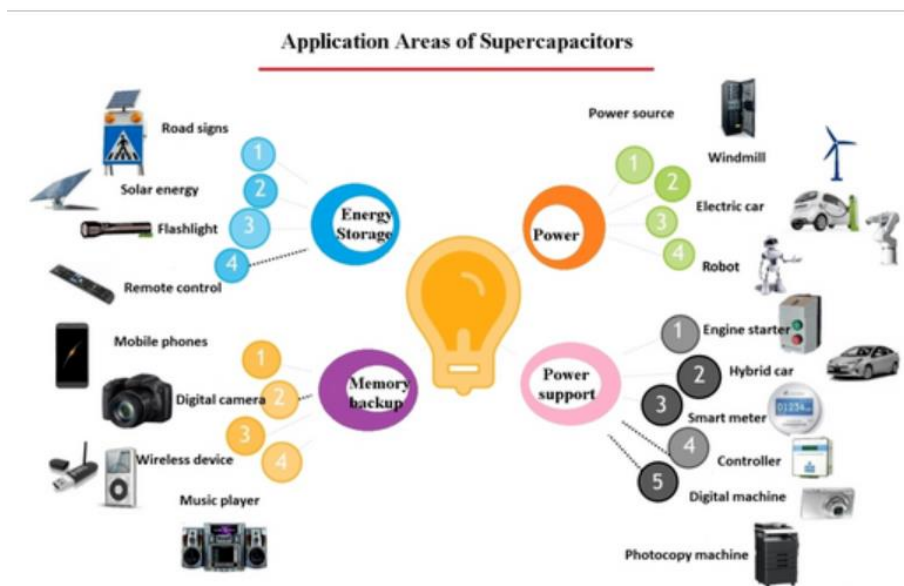 Application Areas of Supercapacitors
Road signs
Solar energy
Flashlight
Remote control
1
2
3
4
Energy
Storage
Power source
Windmill
Electric car
Robot
1
2
3
4
Power
Mobile phones
Digital camera
Wireless device
Music player
1
2
3
4
Memory
backup
Engine starter
Hybrid car
Smart meter
Controller
Digital machine
Photocopy machine
1
2
3
4
5
Power
support